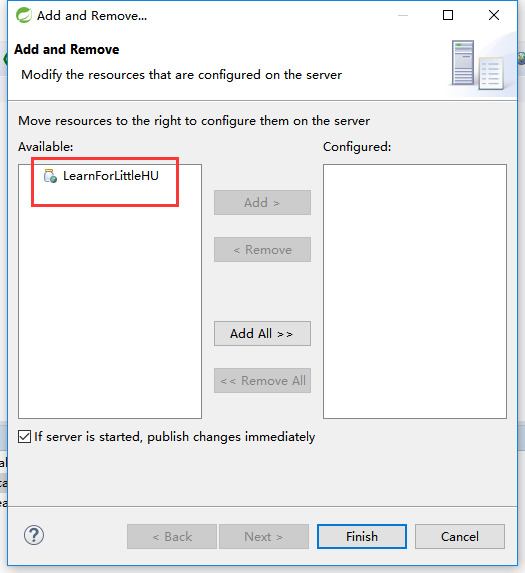 Add and Remove...
Add and Remove
Modify the resources that are configured on the server
Move resources to the right to configure them on the server
Available:
Configured:
LearnForLittleHU
Add >
< Remove
Add All >>
<< Remove All
If server is started, publish changes immediately
?
< Back
Next >
Finish
Cancel